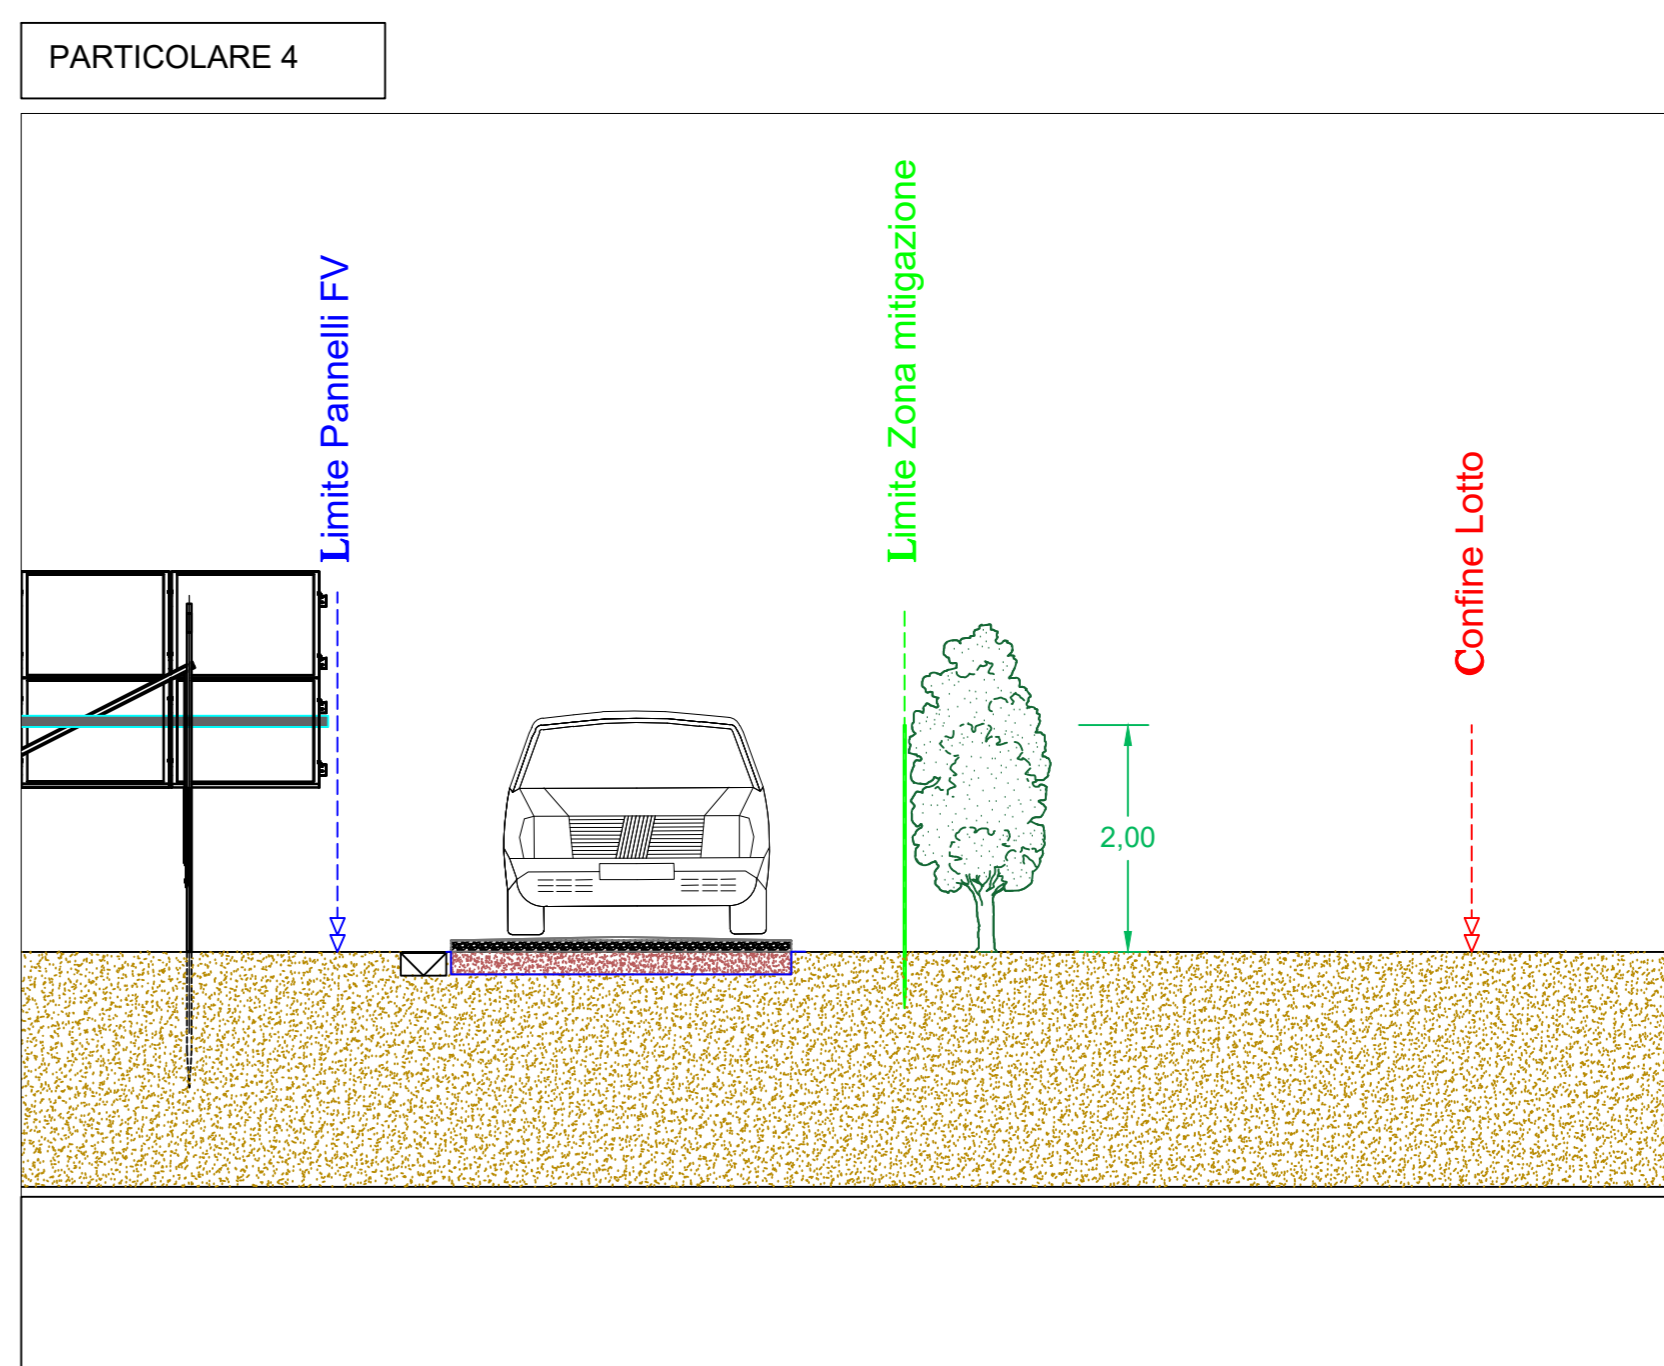 PARTICOLARE 4
Limite Pannelli FV
Limite Zona mitigazione
Confine Lotto
2,00